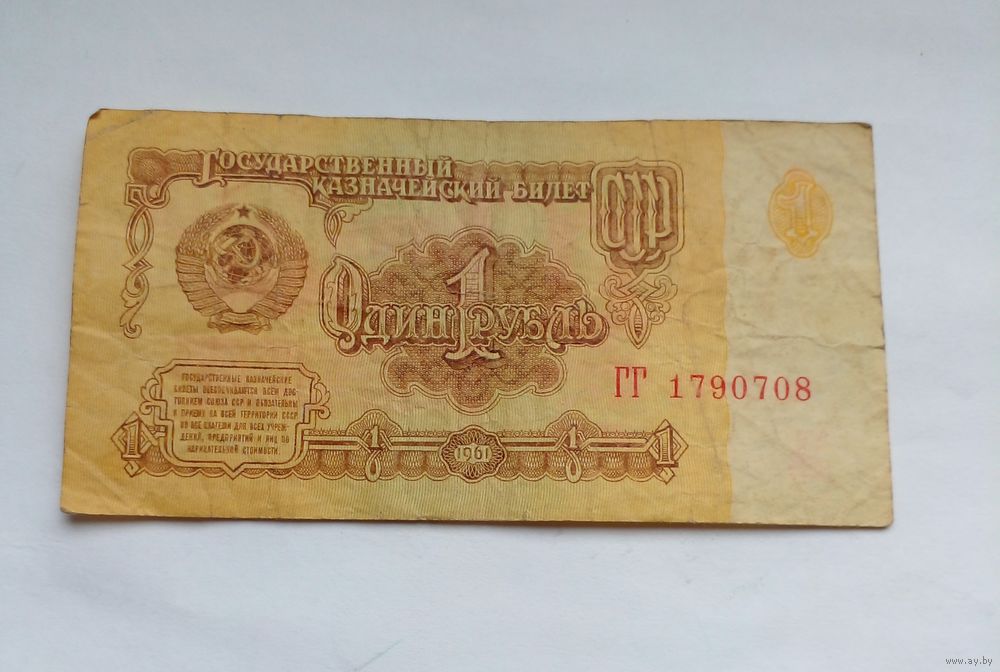 Государственный
казначейский билет
СССР
1
1
Один рубль
ГГ 1790708
Государственные казначейские
билеты обеспечиваются всем дос-
тоянием Союза ССР и обязательны
к приему на всей территории СССР
во все платежи для всех учреж-
дений, предприятий и лиц по
нарицательной стоимости.
1
1
1961
1
1
www.ay.by